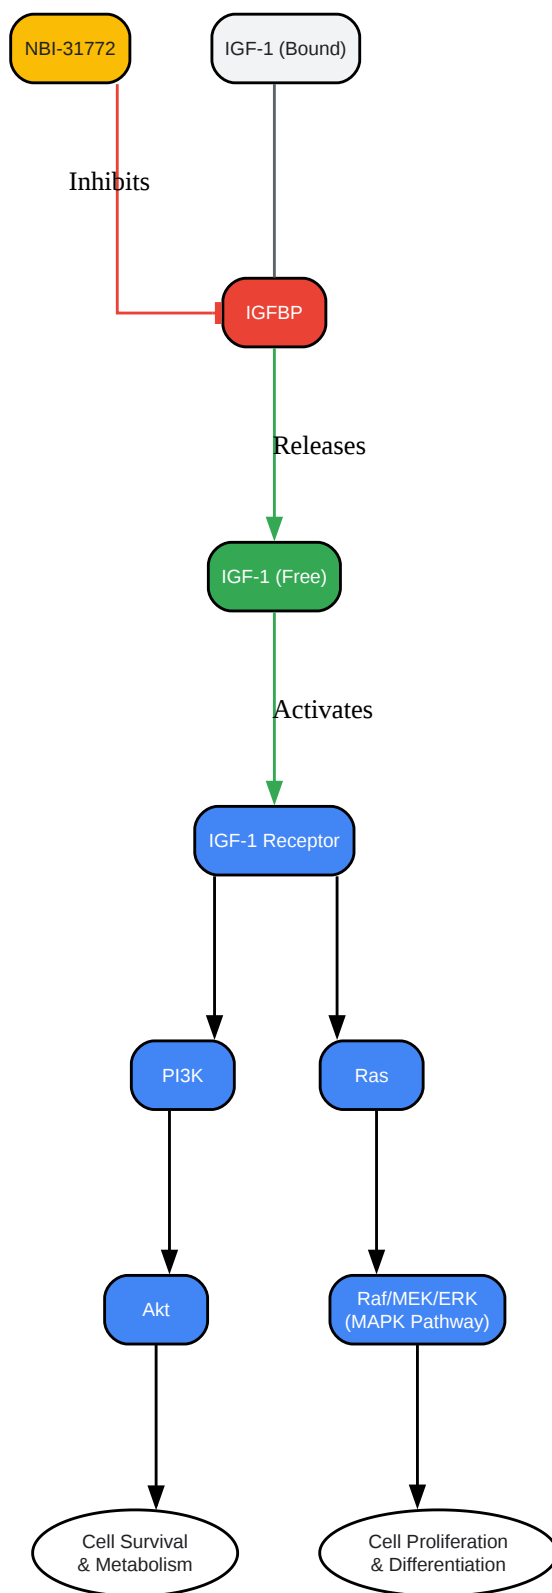 NBI-31772
IGF-1 (Bound)
Inhibits
IGFBP
Releases
IGF-1 (Free)
Activates
IGF-1 Receptor
PI3K
Ras
Akt
Raf/MEK/ERK
(MAPK Pathway)
Cell Survival
& Metabolism
Cell Proliferation
& Differentiation